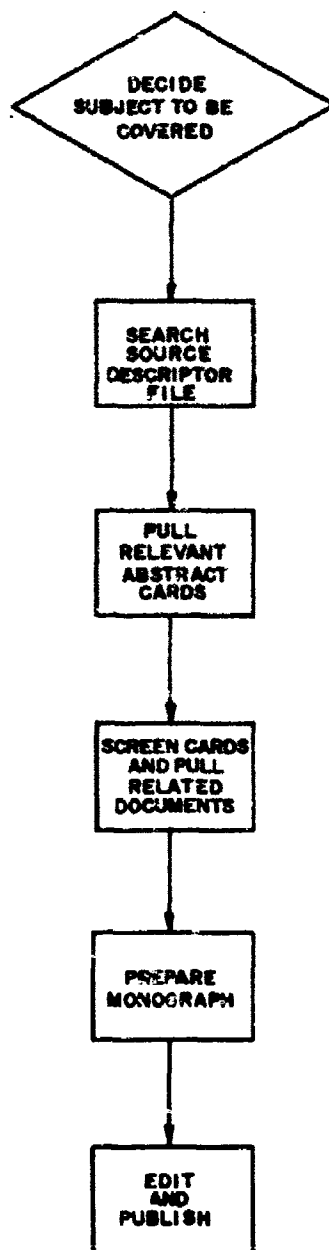 DECIDE
SUBJECT TO BE
COVERED
SEARCH
SOURCE
DESCRIPTOR
FILE
PULL
RELEVANT
ABSTRACT
CARDS
SCREEN CARDS
AND PULL
RELATED
DOCUMENTS
PREPARE
MONOGRAPH
EDIT
AND
PUBLISH